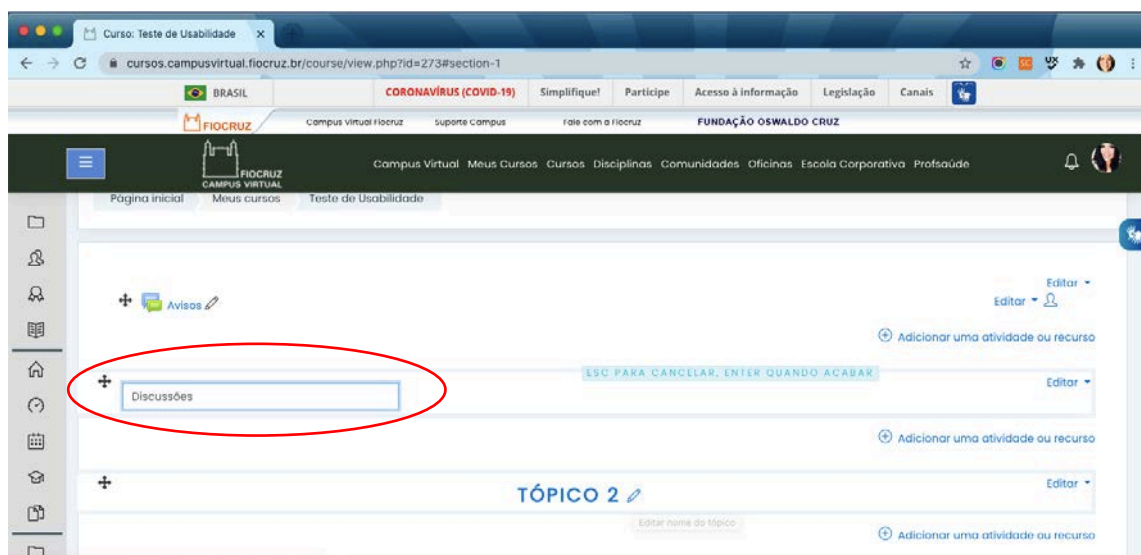 Curso: Teste de Usabilidade
cursos.campusvirtual.fiocruz.br/course/view.php?id=273#section-1
BRASIL CORONAVÍRUS (COVID-19) Simplifique! Participe Acesso à informação Legislação Canais
FIOCRUZ Campus Virtual Fiocruz Suporte Campus Fale com a Fiocruz FUNDAÇÃO OSWALDO CRUZ
FIOCRUZ
CAMPUS VIRTUAL
Campus Virtual Meus Cursos Cursos Disciplinas Comunidades Oficinas Escola Corporativa Profsaúde
Página inicial Meus cursos Teste de Usabilidade
Editar
Avisos Editar
Adicionar uma atividade ou recurso
ESC PARA CANCELAR, ENTER QUANDO ACABAR
Discussões Editar
Adicionar uma atividade ou recurso
TÓPICO 2 Editar
Editar nome do tópico
Adicionar uma atividade ou recurso